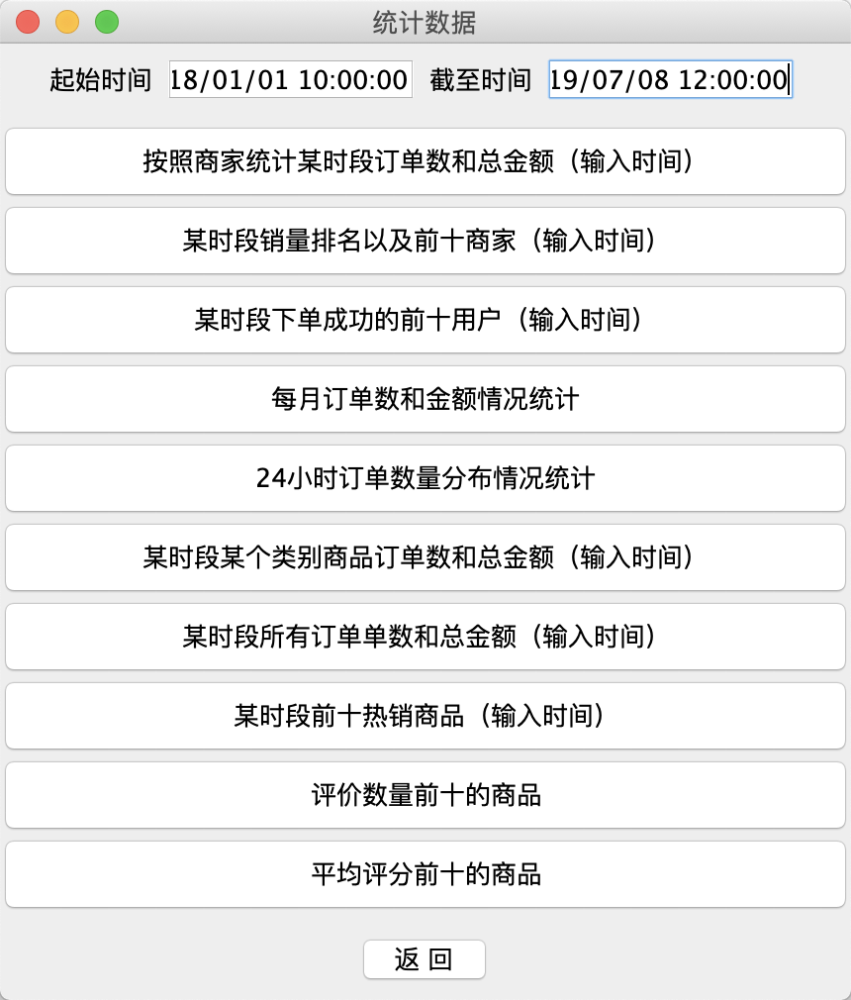 统计数据
起始时间 18/01/01 10:00:00 截至时间 19/07/08 12:00:00
按照商家统计某时段订单数和总金额（输入时间）
某时段销量排名以及前十商家（输入时间）
某时段下单成功的前十用户（输入时间）
每月订单数和金额情况统计
24小时订单数量分布情况统计
某时段某个类别商品订单数和总金额（输入时间）
某时段所有订单单数和总金额（输入时间）
某时段前十热销商品（输入时间）
评价数量前十的商品
平均评分前十的商品
返 回